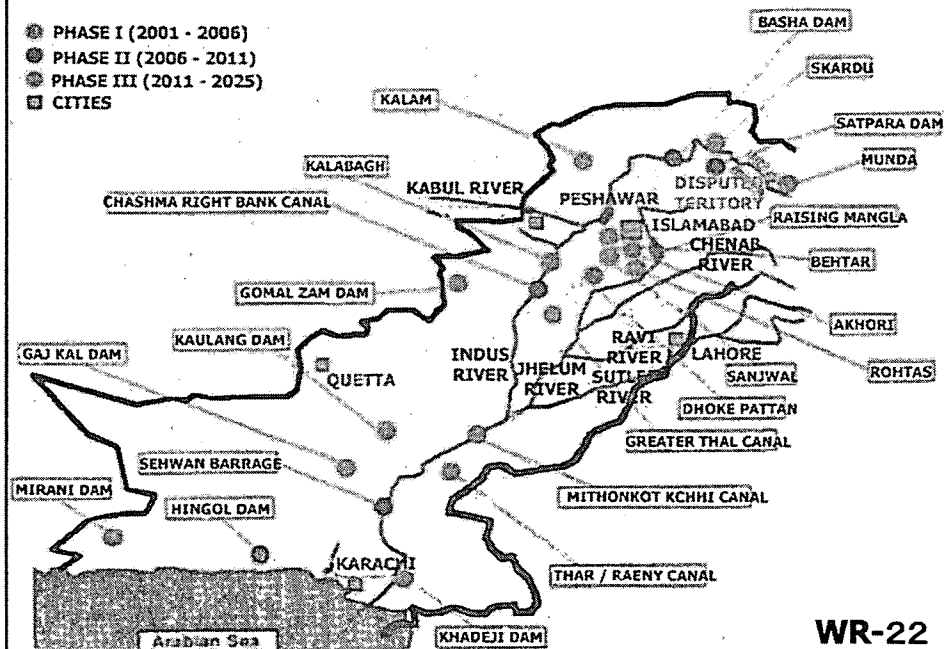 PHASE I (2001 - 2006)
PHASE II (2006 - 2011)
PHASE III (2011 - 2025)
CITIES
BASHA DAM
SKARDU
KALAM
SATPARA DAM
KALABAGH
MUNDA
KABUL RIVER
PESHAWAR
DISPUTED
TERITORY
CHASHMA RIGHT BANK CANAL
ISLAMABAD
RAISING MANGLA
CHENAB
RIVER
BEHTAR
GOMAL ZAM DAM
AKHORI
KAULANG DAM
GAJ KAL DAM
INDUS
RIVER
JHELUM
RIVER
RAVI
RIVER
LAHORE
ROHTAS
QUETTA
SUTLEJ
RIVER
SANJWAL
DHOKE PATTAN
GREATER THAL CANAL
SEHWAN BARRAGE
MITHONKOT KCHHI CANAL
MIRANI DAM
HINGOL DAM
KARACHI
THAR / RAENY CANAL
KHADEJI DAM
Arabian Sea
WR-22